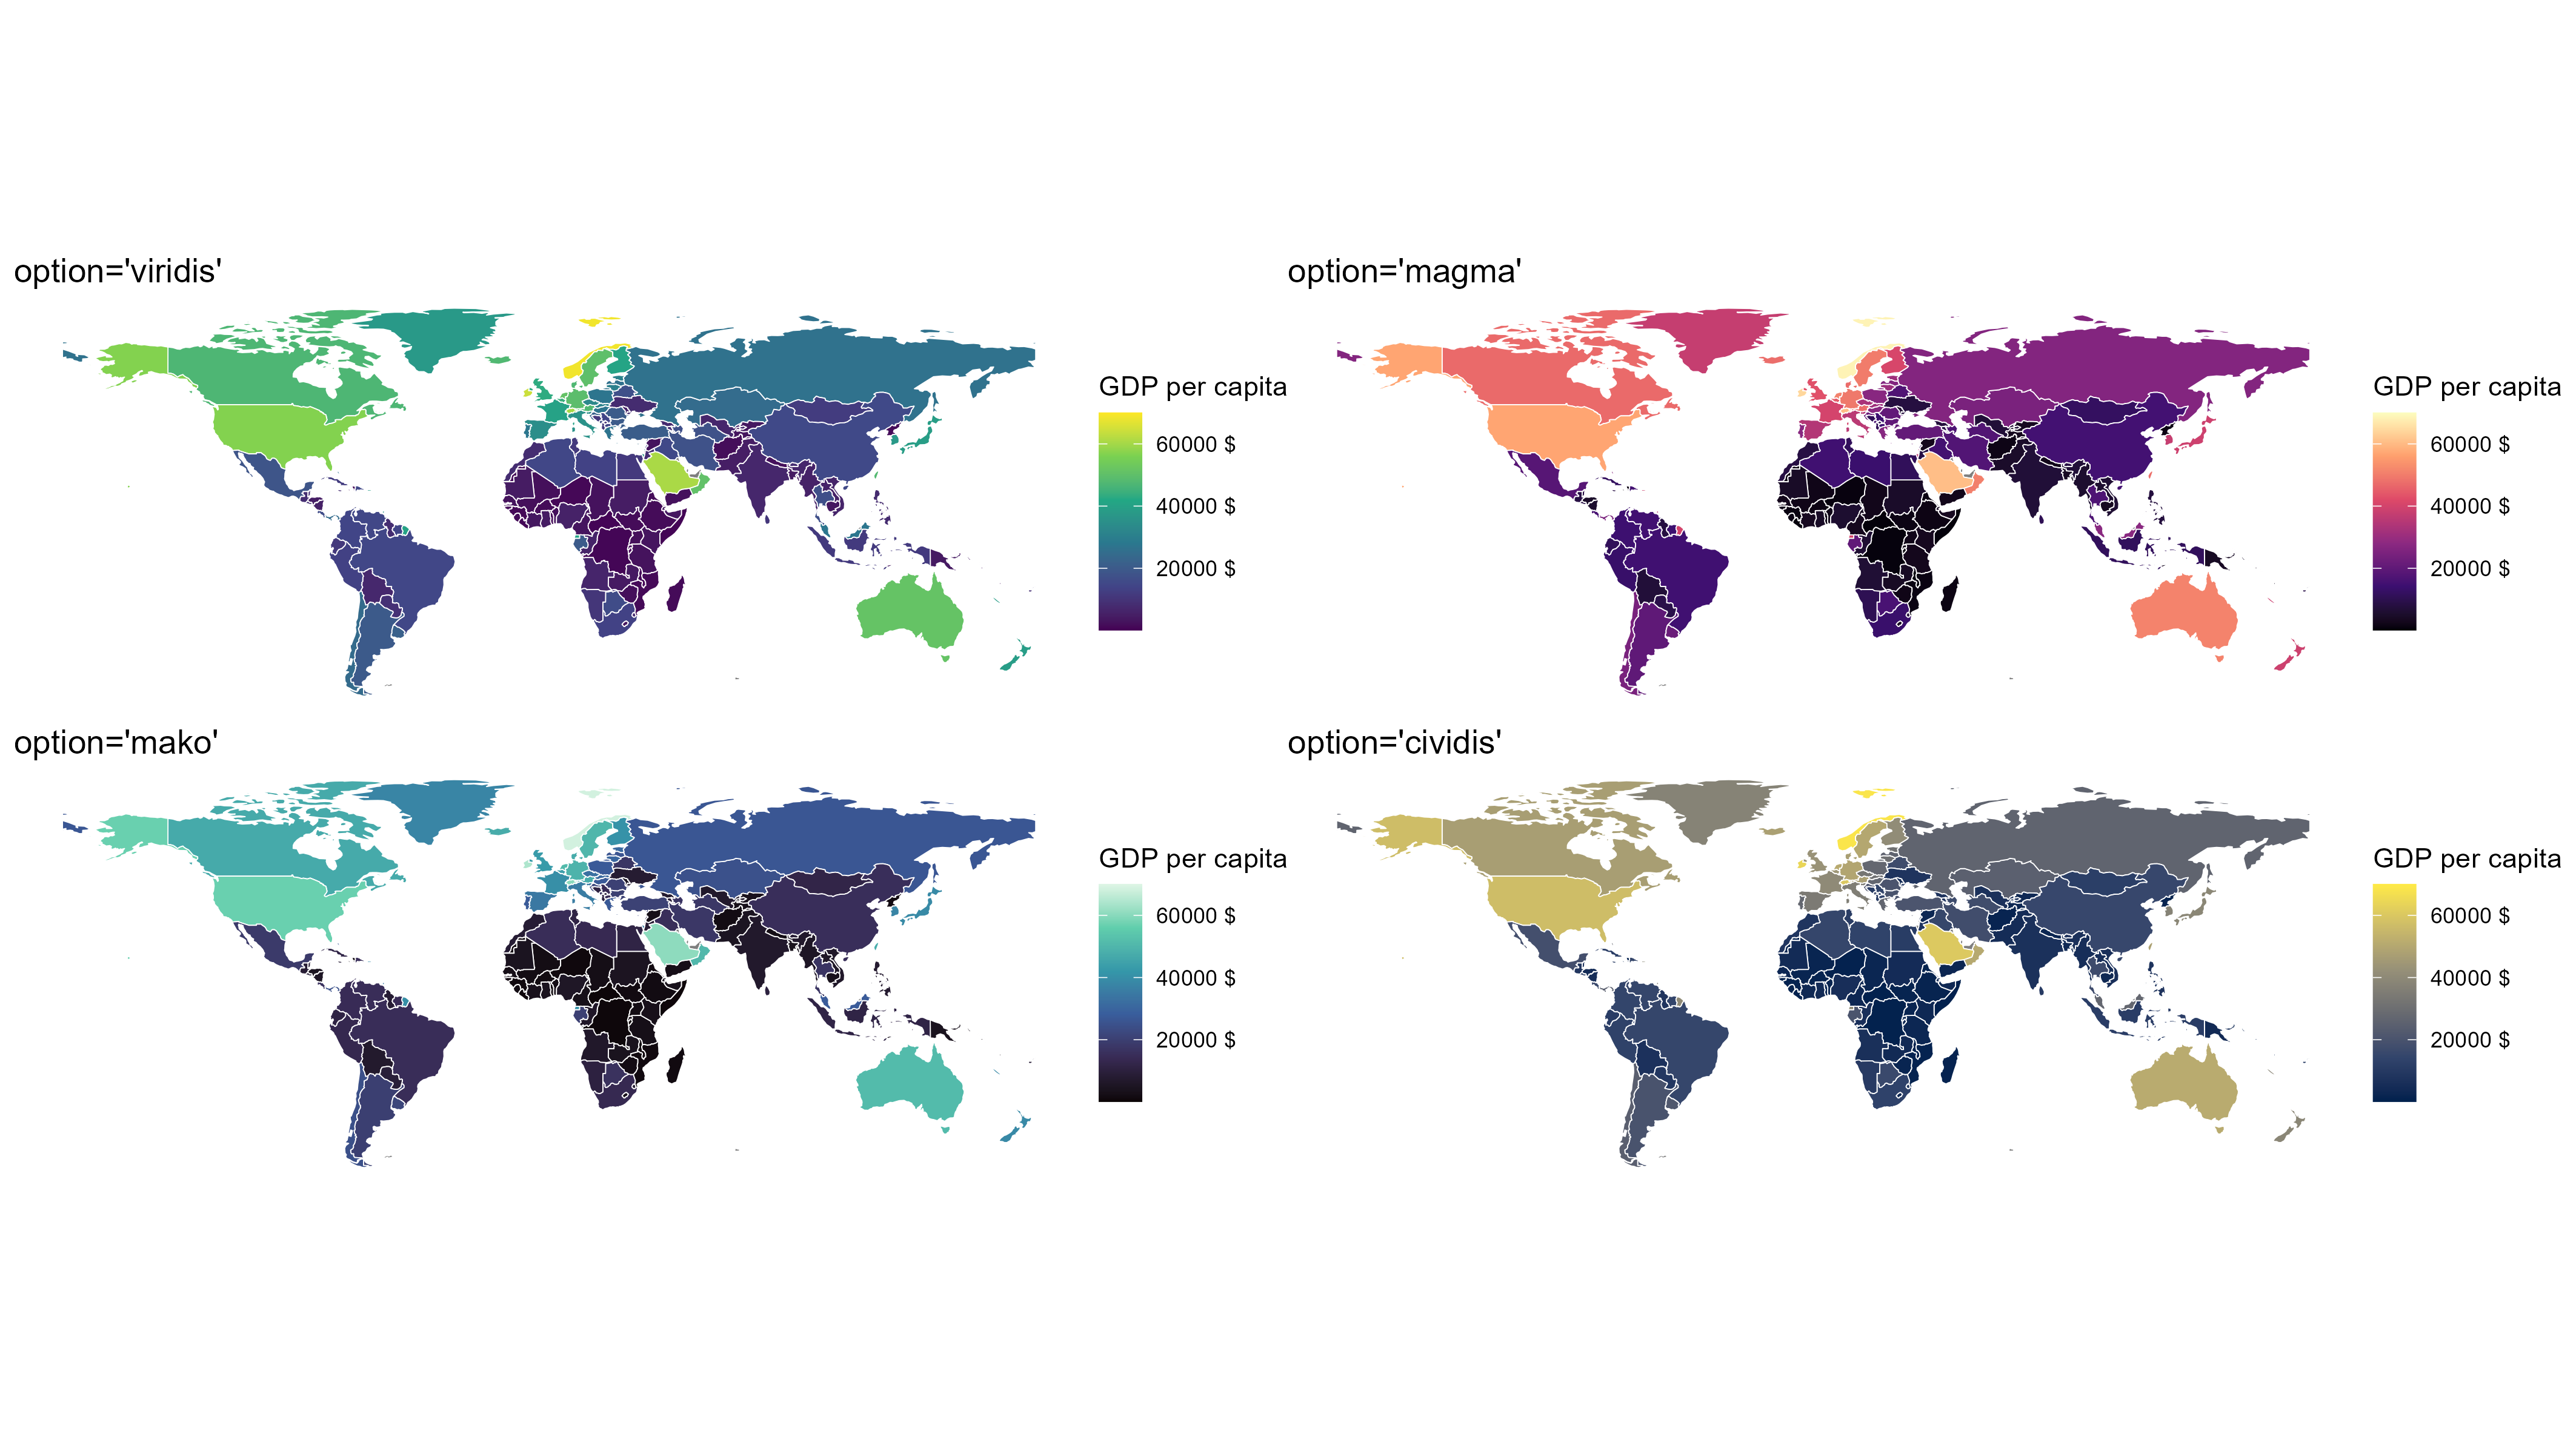 option='viridis'
GDP per capita
60000 $
40000 $
20000 $
option='magma'
GDP per capita
60000 $
40000 $
20000 $
option='mako'
GDP per capita
60000 $
40000 $
20000 $
option='cividis'
GDP per capita
60000 $
40000 $
20000 $